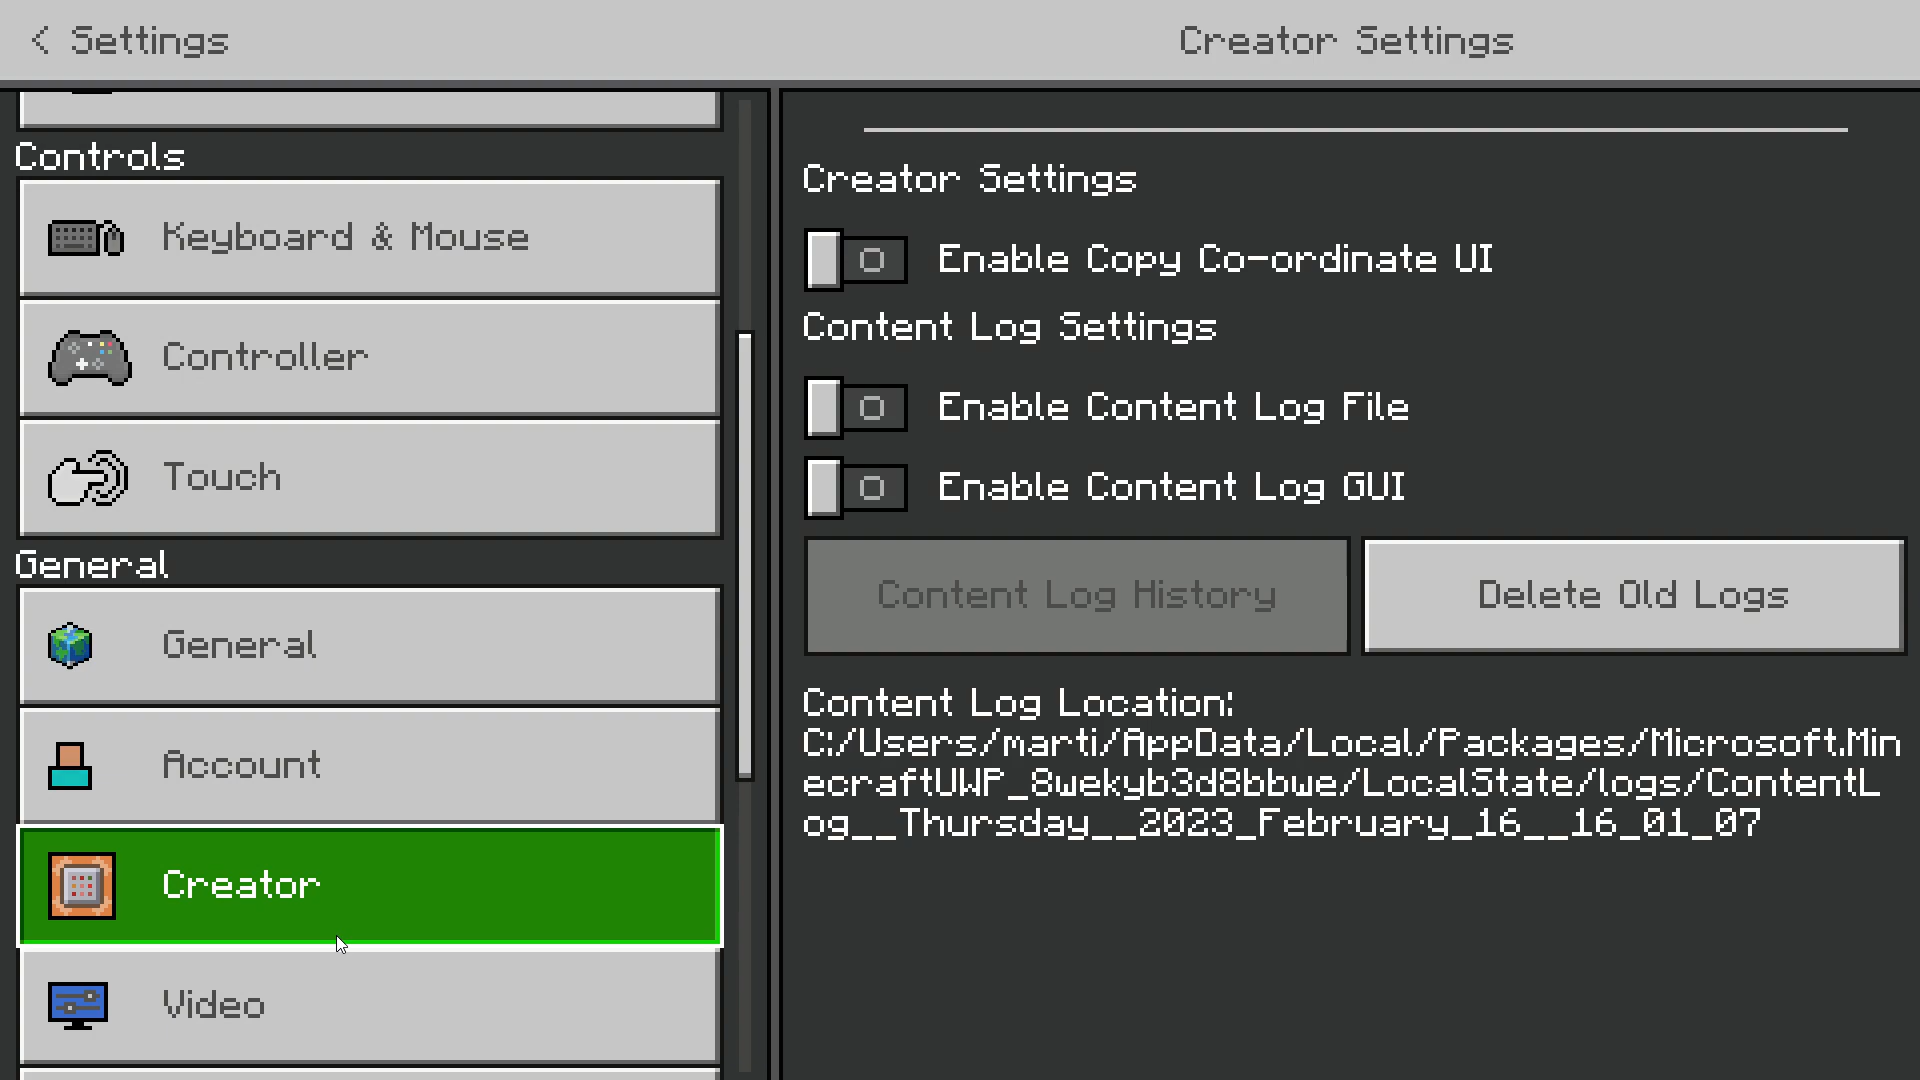 < Settings
Creator Settings
Controls
Keyboard & Mouse
Controller
Touch
General
General
Account
Creator
Video
Creator Settings
Enable Copy Co-ordinate UI
Content Log Settings
Enable Content Log File
Enable Content Log GUI
Content Log History
Delete Old Logs
Content Log Location:
C:/Users/marti/AppData/Local/Packages/Microsoft.Min
ecraftUWP_8wekyb3d8bbwe/LocalState/logs/ContentL
og__Thursday__2023_February_16__16_01_07